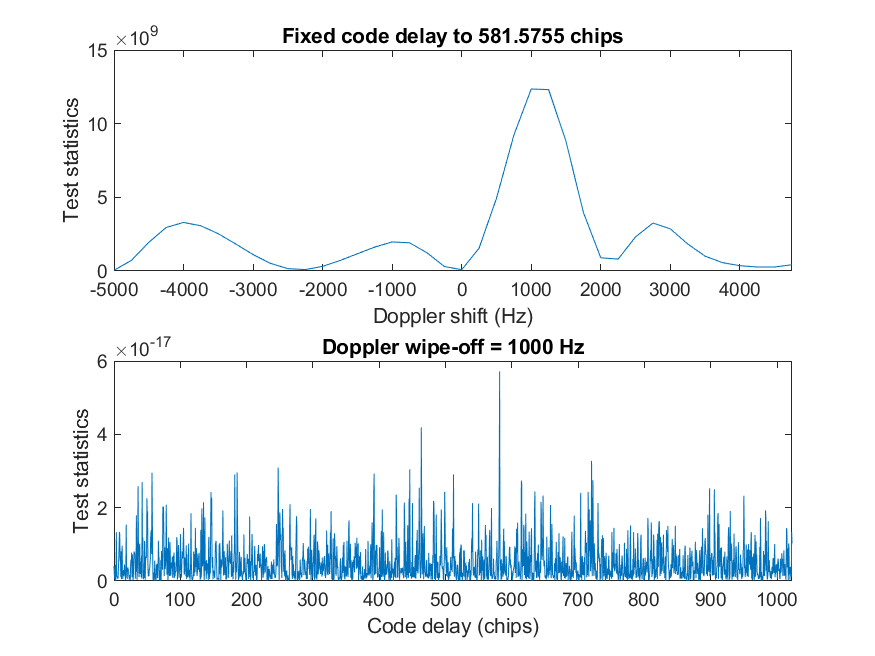 ×10^9
Fixed code delay to 581.5755 chips
15
10
5
0
Test statistics
-5000 -4000 -3000 -2000 -1000 0 1000 2000 3000 4000
Doppler shift (Hz)
×10^-17
Doppler wipe-off = 1000 Hz
6
4
2
0
Test statistics
0 100 200 300 400 500 600 700 800 900 1000
Code delay (chips)